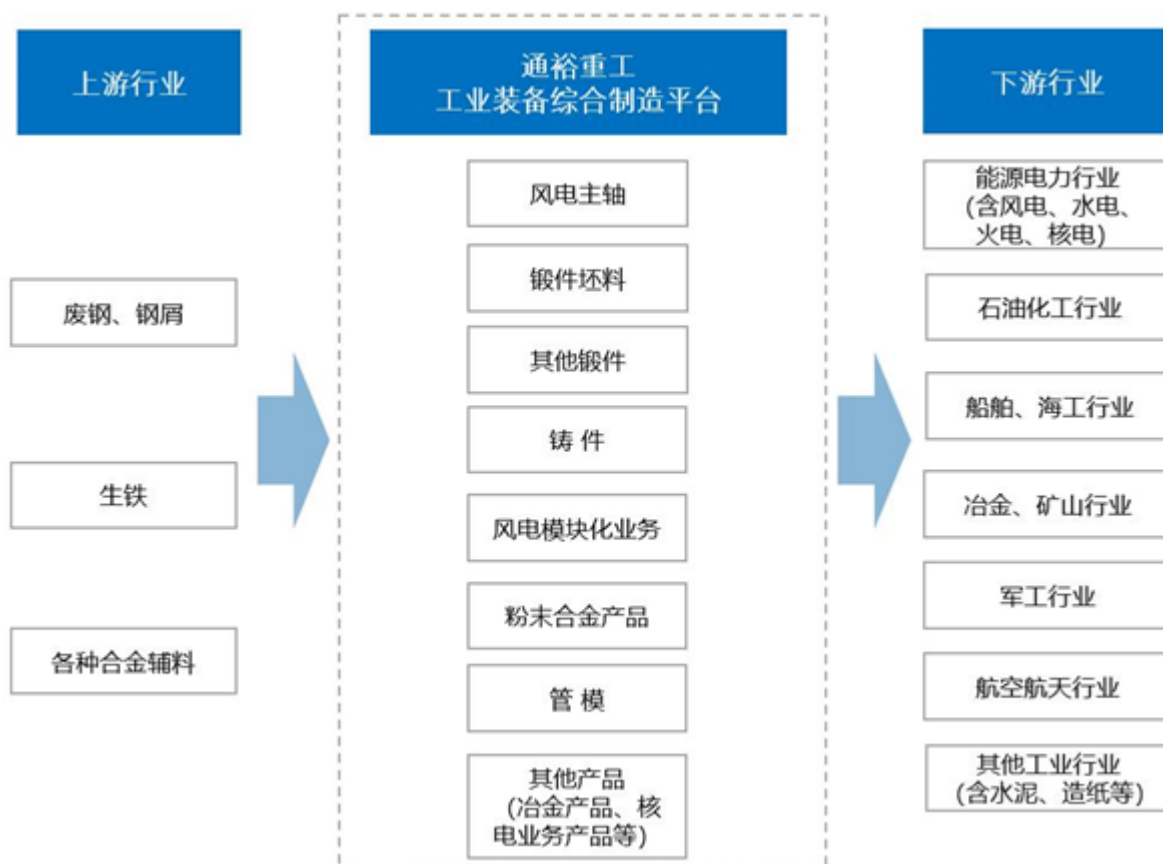 上游行业
废钢、钢屑
生铁
各种合金辅料
通裕重工
工业装备综合制造平台
风电主轴
锻件坯料
其他锻件
铸 件
风电模块化业务
粉末合金产品
管 模
其他产品
(冶金产品、核
电业务产品等)
下游行业
能源电力行业
(含风电、水电、
火电、核电)
石油化工行业
船舶、海工行业
冶金、矿山行业
军工行业
航空航天行业
其他工业行业
(含水泥、造纸等)